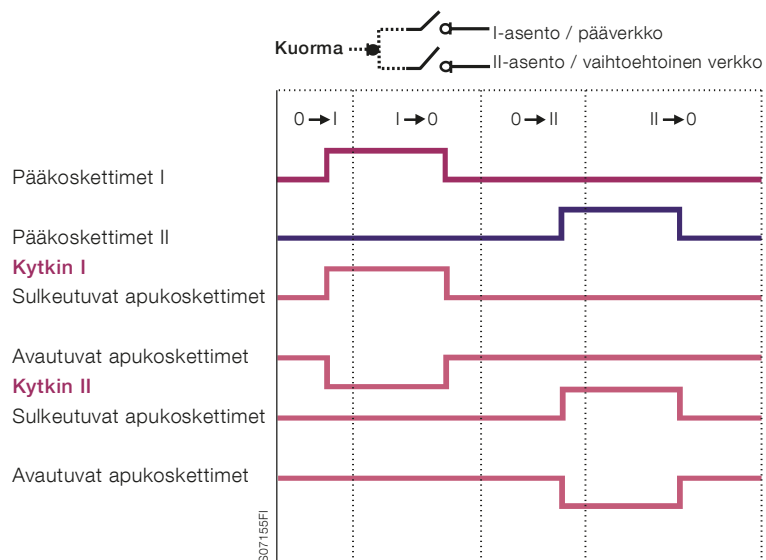 I-asento / pääverkko
Kuorma
II-asento / vaihtoehtoinen verkko
0 → I
I → 0
0 → II
II → 0
Pääkoskettimet I
Pääkoskettimet II
Kytkin I
Sulkeutuvat apukoskettimet
Avautuvat apukoskettimet
Kytkin II
Sulkeutuvat apukoskettimet
Avautuvat apukoskettimet
S07155FI